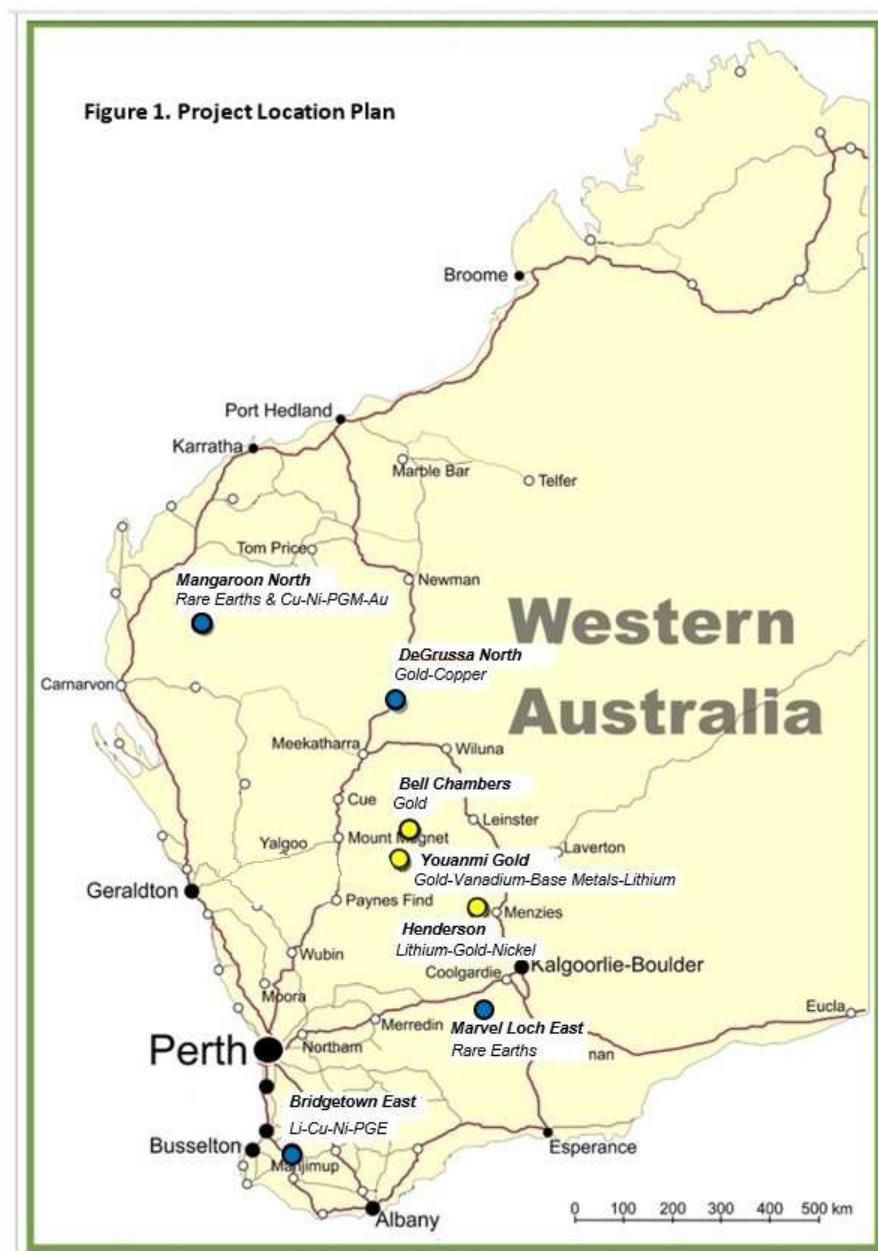 Figure 1. Project Location Plan
Broome
Port Hedland
Karratha
Marble Bar
Telfer
Tom Price
Mangaroon North
Rare Earths & Cu-Ni-PGM-Au
Newman
Western
Australia
DeGrussa North
Gold-Copper
Carnarvon
Meekatharra
Wiluna
Bell Chambers
Gold
Cue
Leinster
Yalgoo
Mount Magnet
Laverton
Youanmi Gold
Gold-Vanadium-Base Metals-Lithium
Geraldton
Paynes Find
Menzies
Henderson
Lithium-Gold-Nickel
Wubin
Kalgoorlie-Boulder
Coolgardie
Moora
Eucla
Merredin
Marvel Loch East
Rare Earths
nan
Perth
Northam
Bridgetown East
Li-Cu-Ni-PGE
Busselton
Manjimup
Esperance
Albany
0 100 200 300 400 500 km